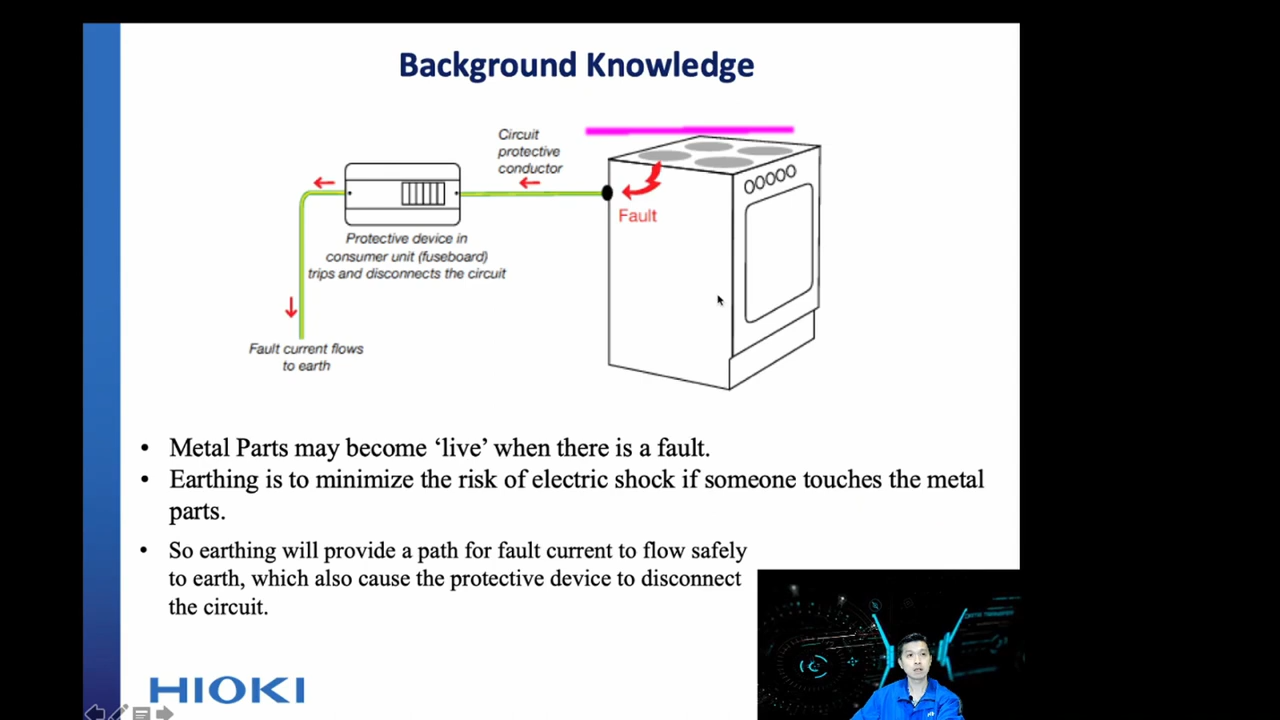 Background Knowledge
Circuit
protective
conductor
Fault
Protective device in
consumer unit (fuseboard)
trips and disconnects the circuit
Fault current flows
to earth
• Metal Parts may become ‘live’ when there is a fault.
• Earthing is to minimize the risk of electric shock if someone touches the metal
parts.
• So earthing will provide a path for fault current to flow safely
to earth, which also cause the protective device to disconnect
the circuit.
HIOKI